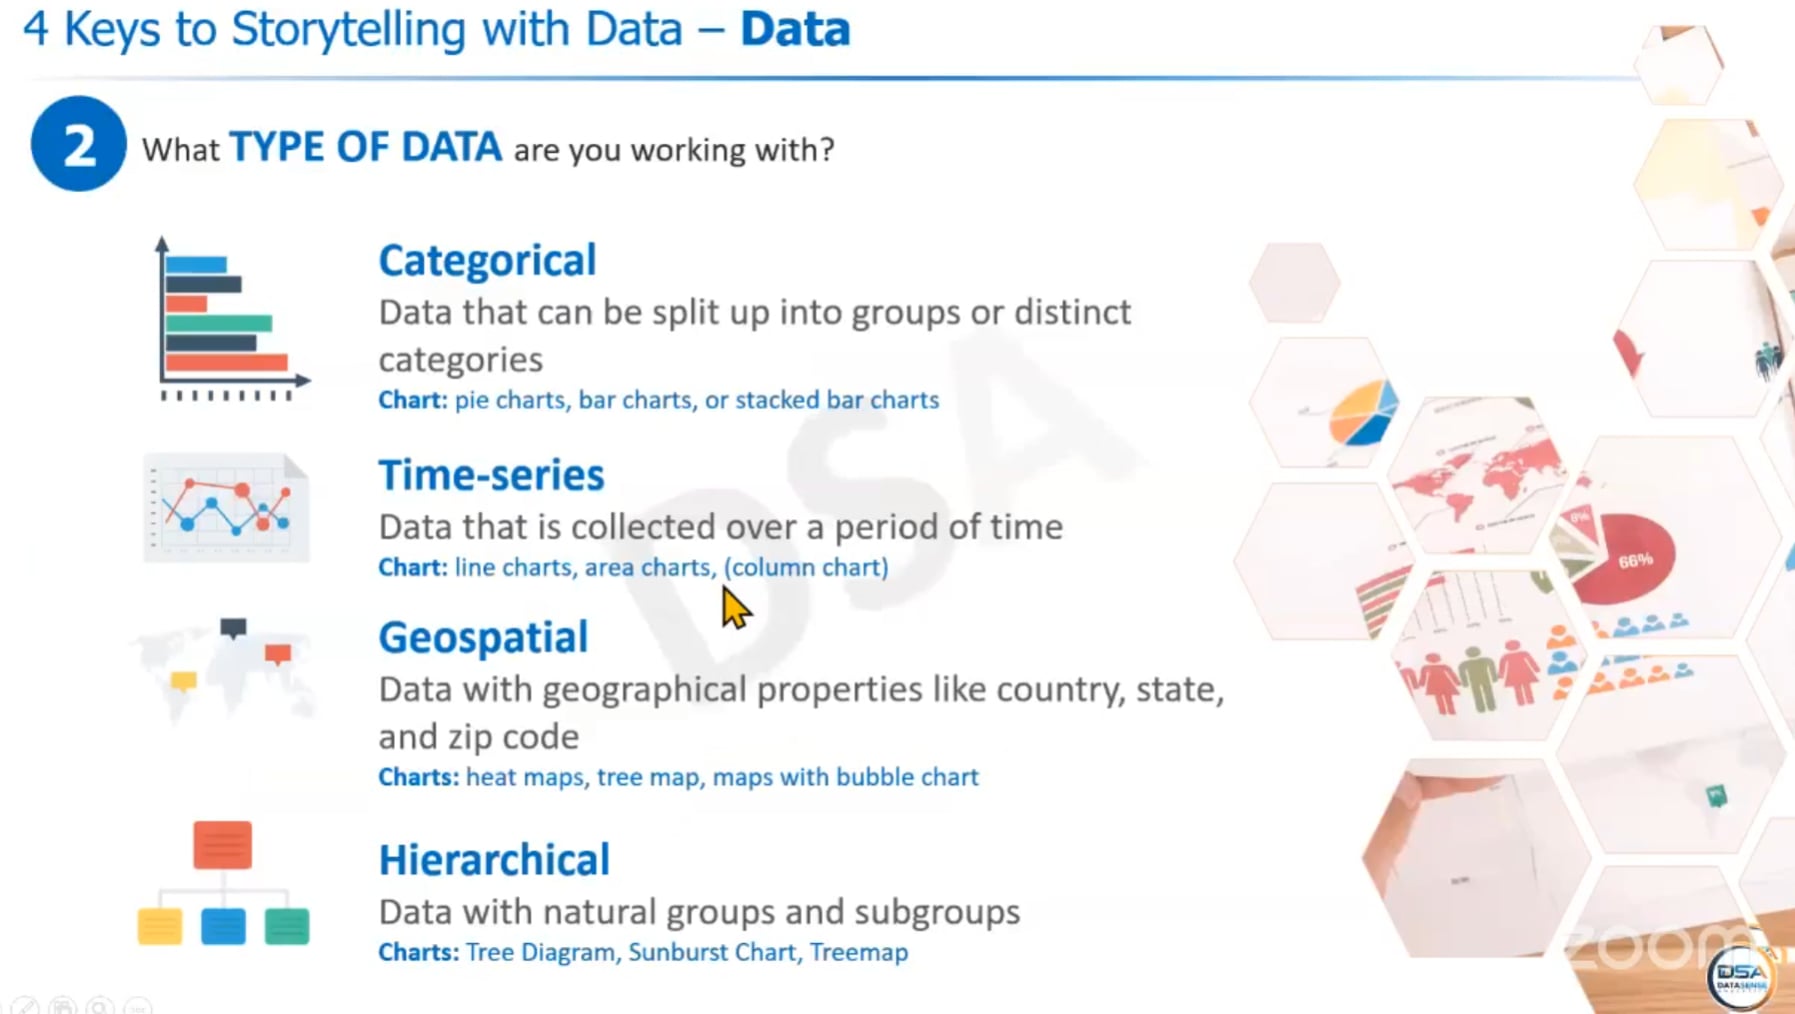 4 Keys to Storytelling with Data – Data
2
What TYPE OF DATA are you working with?
Categorical
Data that can be split up into groups or distinct
categories
Chart: pie charts, bar charts, or stacked bar charts
Time-series
Data that is collected over a period of time
Chart: line charts, area charts, (column chart)
Geospatial
Data with geographical properties like country, state,
and zip code
Charts: heat maps, tree map, maps with bubble chart
Hierarchical
Data with natural groups and subgroups
Charts: Tree Diagram, Sunburst Chart, Treemap
DSA
8%
66%
zoom
DSA
DATASENSE